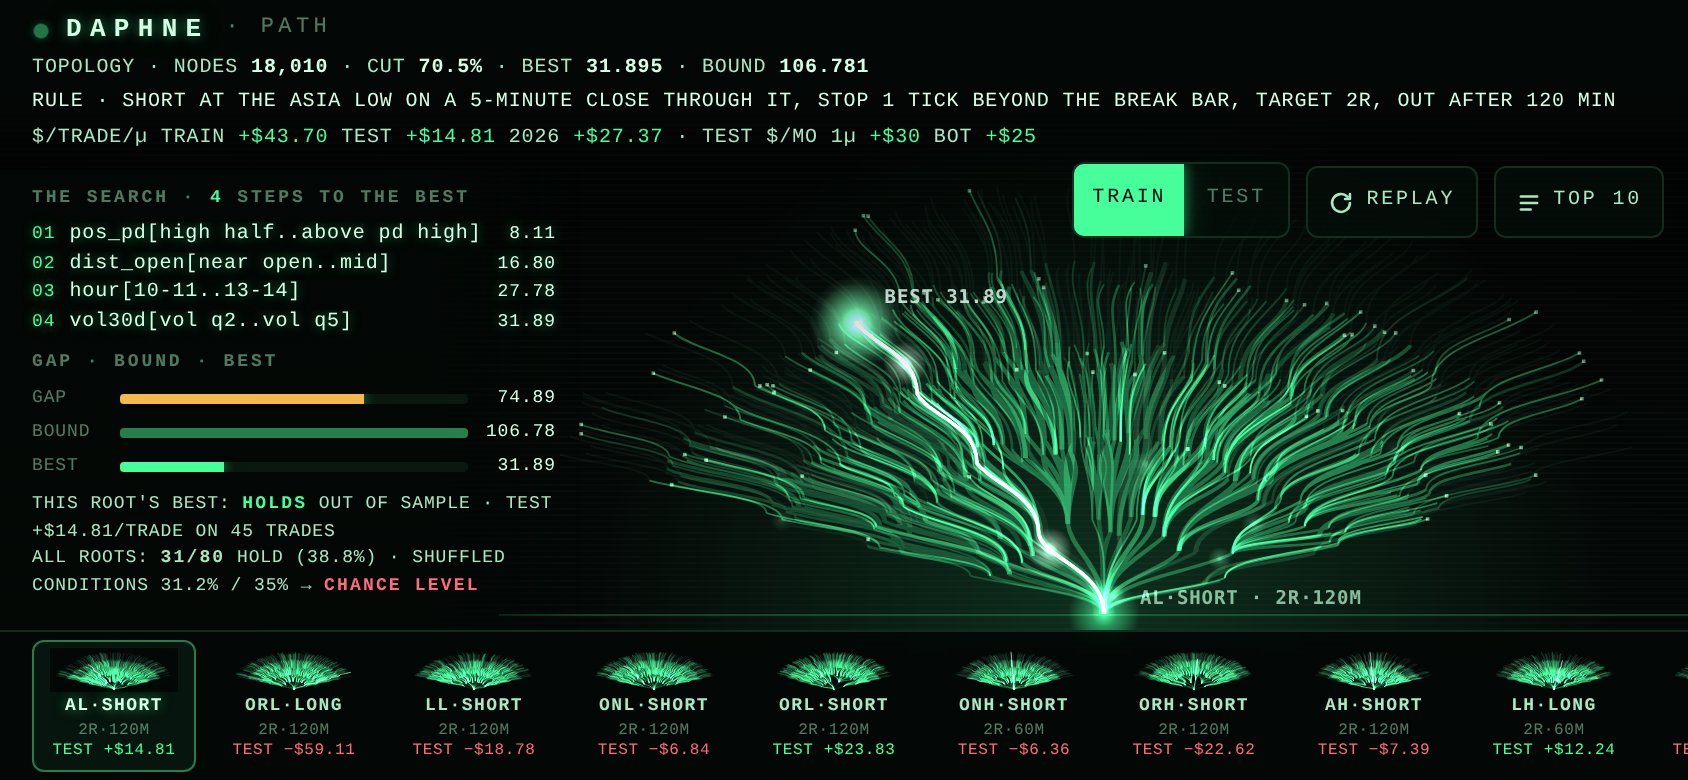 DAPHNE · PATH
TOPOLOGY · NODES 18,010 · CUT 70.5% · BEST 31.895 · BOUND 106.781
RULE · SHORT AT THE ASIA LOW ON A 5-MINUTE CLOSE THROUGH IT, STOP 1 TICK BEYOND THE BREAK BAR, TARGET 2R, OUT AFTER 120 MIN
$/TRADE/µ TRAIN +$43.70 TEST +$14.81 2026 +$27.37 · TEST $/MO 1µ +$30 BOT +$25
TRAIN TEST REPLAY TOP 10
THE SEARCH · 4 STEPS TO THE BEST
01 pos_pd[high half..above pd high] 8.11
02 dist_open[near open..mid] 16.80
03 hour[10-11..13-14] 27.78
04 vol30d[vol q2..vol q5] 31.89
GAP · BOUND · BEST
GAP 74.89
BOUND 106.78
BEST 31.89
THIS ROOT'S BEST: HOLDS OUT OF SAMPLE · TEST
+$14.81/TRADE ON 45 TRADES
ALL ROOTS: 31/80 HOLD (38.8%) · SHUFFLED
CONDITIONS 31.2% / 35% → CHANCE LEVEL
BEST 31.89
AL·SHORT · 2R·120M
AL·SHORT
2R·120M
TEST +$14.81
ORL·LONG
2R·120M
TEST −$59.11
LL·SHORT
2R·120M
TEST −$18.78
ONL·SHORT
2R·120M
TEST −$6.84
ORL·SHORT
2R·120M
TEST +$23.83
ONH·SHORT
2R·60M
TEST −$6.36
ORH·SHORT
2R·120M
TEST −$22.62
AH·SHORT
2R·120M
TEST −$7.39
LH·LONG
2R·60M
TEST +$12.24